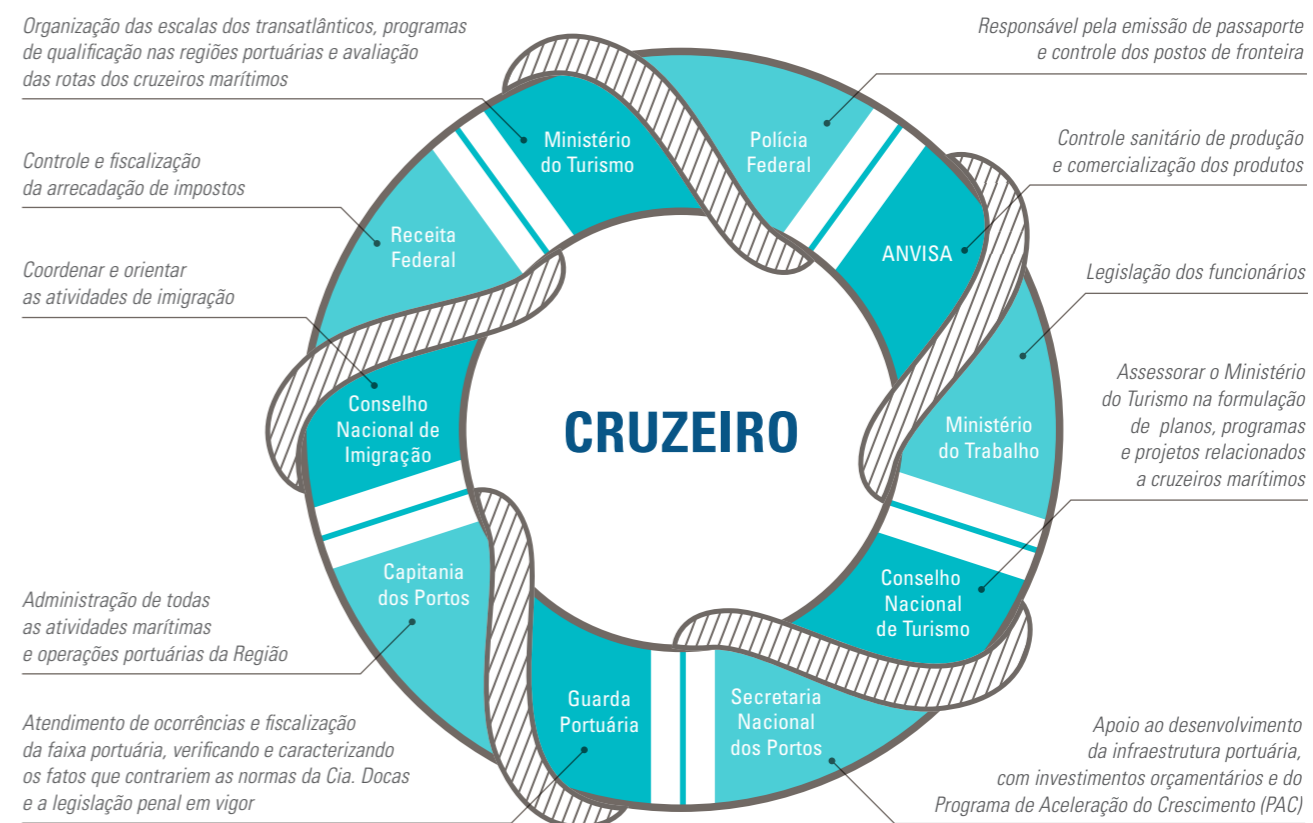 Organização das escalas dos transatlânticos, programas
de qualificação nas regiões portuárias e avaliação
das rotas dos cruzeiros marítimos
Responsável pela emissão de passaporte
e controle dos postos de fronteira
Ministério
do Turismo
Polícia
Federal
Controle e fiscalização
da arrecadação de impostos
Controle sanitário de produção
e comercialização dos produtos
Receita
Federal
ANVISA
Coordenar e orientar
as atividades de imigração
Legislação dos funcionários
Conselho
Nacional de
Imigração
CRUZEIRO
Ministério
do Trabalho
Assessorar o Ministério
do Turismo na formulação
de planos, programas
e projetos relacionados
a cruzeiros marítimos
Capitania
dos Portos
Conselho
Nacional
de Turismo
Administração de todas
as atividades marítimas
e operações portuárias da Região
Guarda
Portuária
Secretaria
Nacional
dos Portos
Atendimento de ocorrências e fiscalização
da faixa portuária, verificando e caracterizando
os fatos que contrariem as normas da Cia. Docas
e a legislação penal em vigor
Apoio ao desenvolvimento
da infraestrutura portuária,
com investimentos orçamentários e do
Programa de Aceleração do Crescimento (PAC)